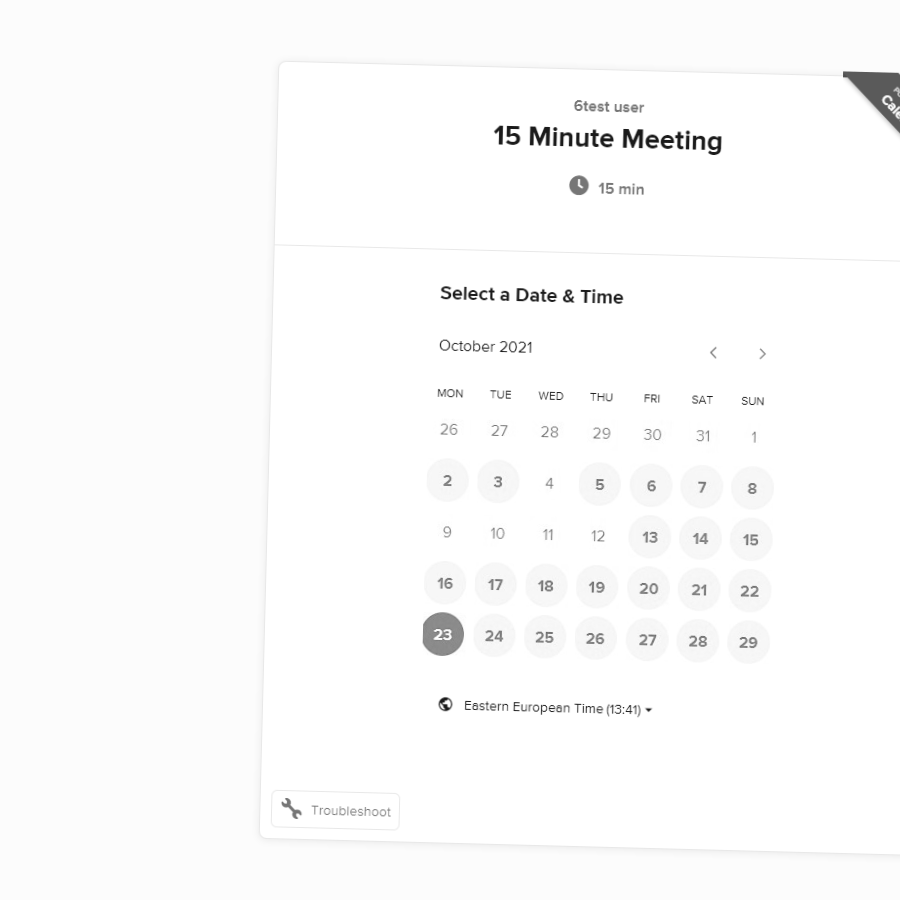 6test user
15 Minute Meeting
15 min
Select a Date & Time
October 2021
MON TUE WED THU FRI SAT SUN
26 27 28 29 30 31 1
2 3 4 5 6 7 8
9 10 11 12 13 14 15
16 17 18 19 20 21 22
23 24 25 26 27 28 29
Eastern European Time (13:41)
Troubleshoot